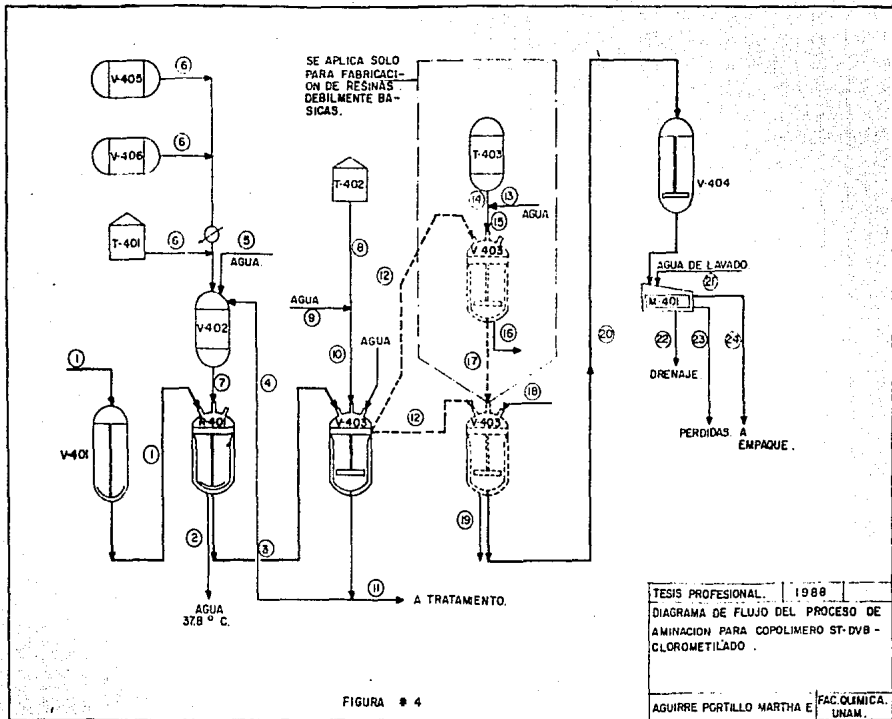 V-405
6
V-406
6
T-401
6
5
AGUA.
V-402
7
4
1
V-401
1
R-401
2
3
AGUA
37.8 º C.
SE APLICA SOLO
PARA FABRICACI-
ON DE RESINAS
DEBILMENTE BA-
SICAS.
T-402
8
AGUA
9
10
AGUA
12
V-403
12
11
A TRATAMIENTO.
T-403
14
13
AGUA
15
V-403
16
17
18
V-403
19
20
V-404
AGUA DE LAVADO
21
M-401
22
23
24
DRENAJE.
PERDIDAS.
A EMPAQUE.
FIGURA # 4
TESIS PROFESIONAL. 1988
DIAGRAMA DE FLUJO DEL PROCESO DE
AMINACION PARA COPOLIMERO ST-DVB-
CLOROMETILADO .
AGUIRRE PORTILLO MARTHA E
FAC. QUIMICA.
UNAM.